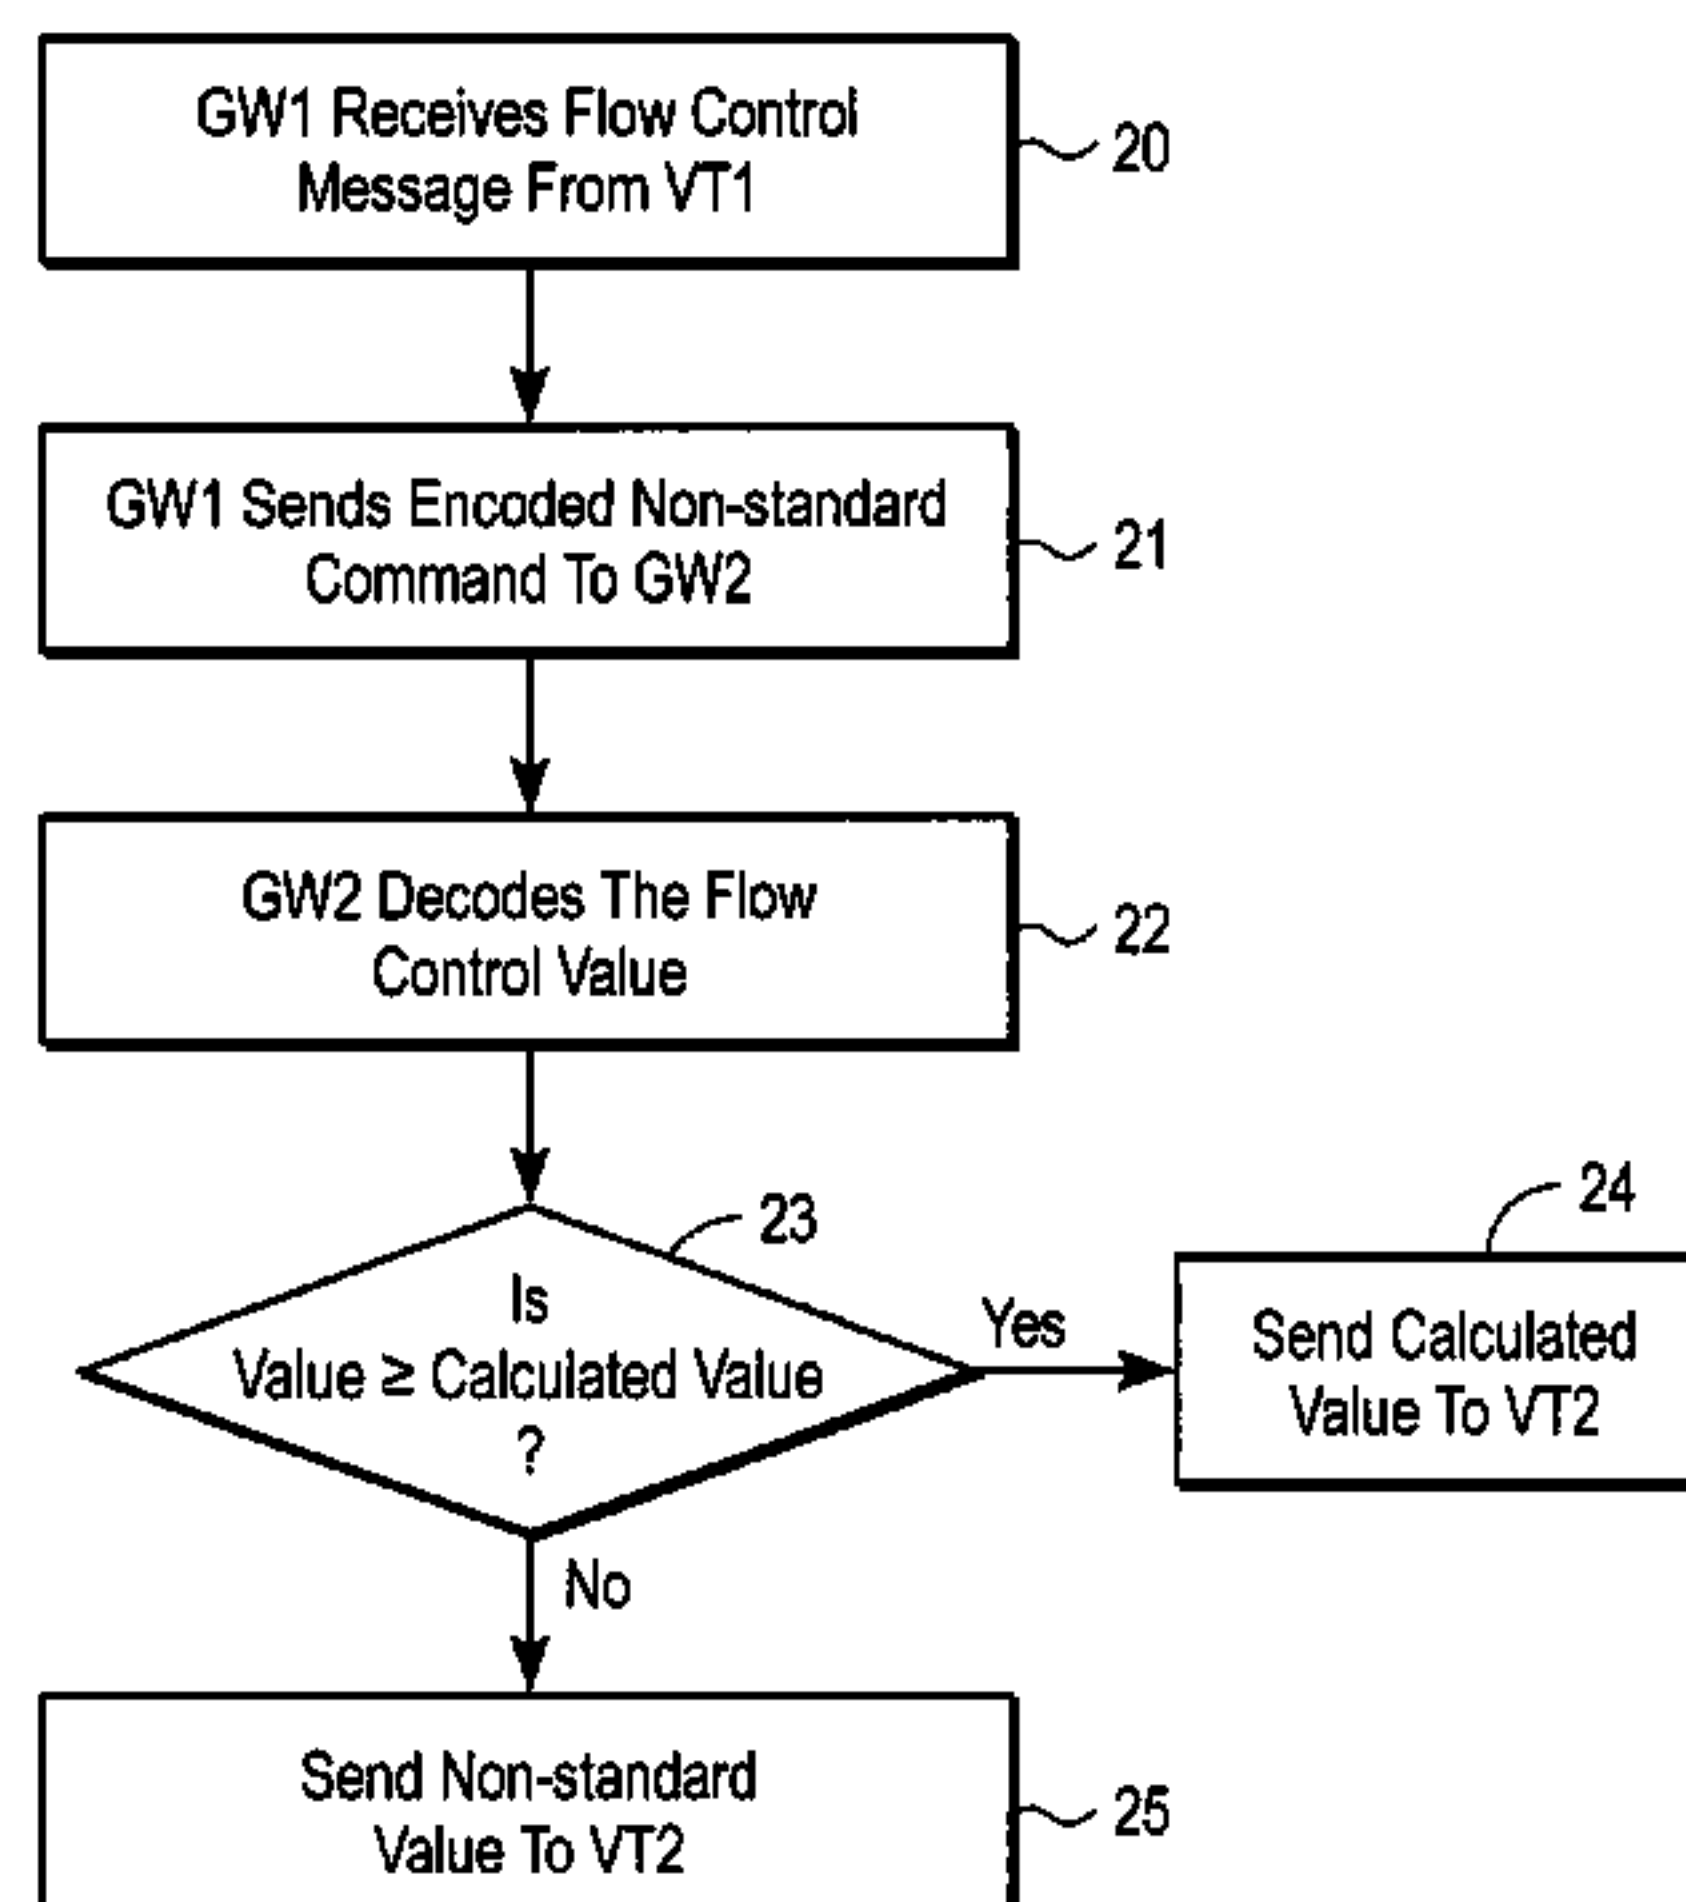 GW1 Receives Flow Control
Message From VT1
20
GW1 Sends Encoded Non-standard
Command To GW2
21
GW2 Decodes The Flow
Control Value
22
23
Is
Value ≥ Calculated Value
?
Yes
24
Send Calculated
Value To VT2
No
Send Non-standard
Value To VT2
25